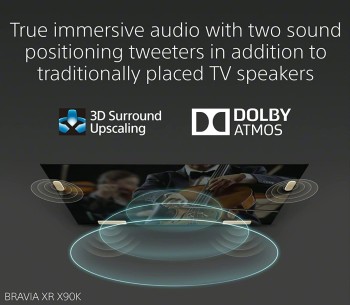 True immersive audio with two sound
positioning tweeters in addition to
traditionally placed TV speakers
3D Surround
Upscaling
DOLBY
ATMOS
BRAVIA XR X90K